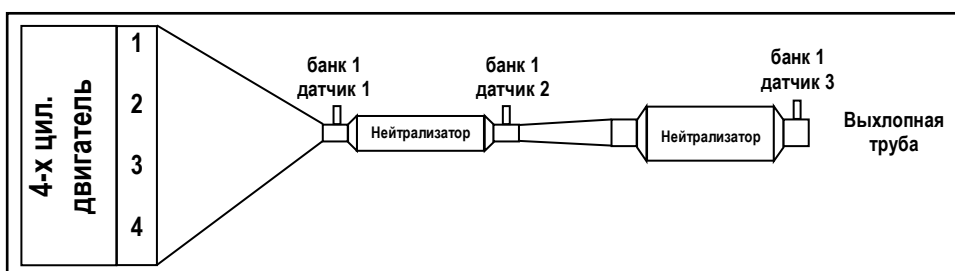 4-х цил.
двигатель
1
2
3
4
банк 1
датчик 1
Нейтрализатор
банк 1
датчик 2
Нейтрализатор
банк 1
датчик 3
Выхлопная
труба